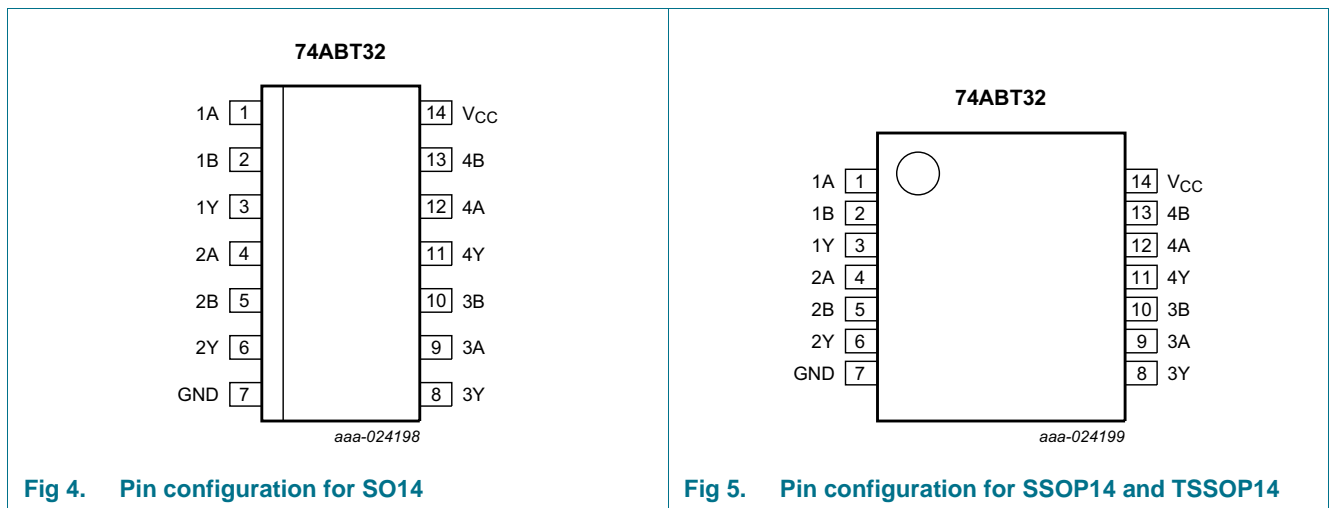 74ABT32
1A 1
14 VCC
1B 2
13 4B
1Y 3
12 4A
2A 4
11 4Y
2B 5
10 3B
2Y 6
9 3A
GND 7
8 3Y
aaa-024198
Fig 4. Pin configuration for SO14
74ABT32
1A 1
14 VCC
1B 2
13 4B
1Y 3
12 4A
2A 4
11 4Y
2B 5
10 3B
2Y 6
9 3A
GND 7
8 3Y
aaa-024199
Fig 5. Pin configuration for SSOP14 and TSSOP14